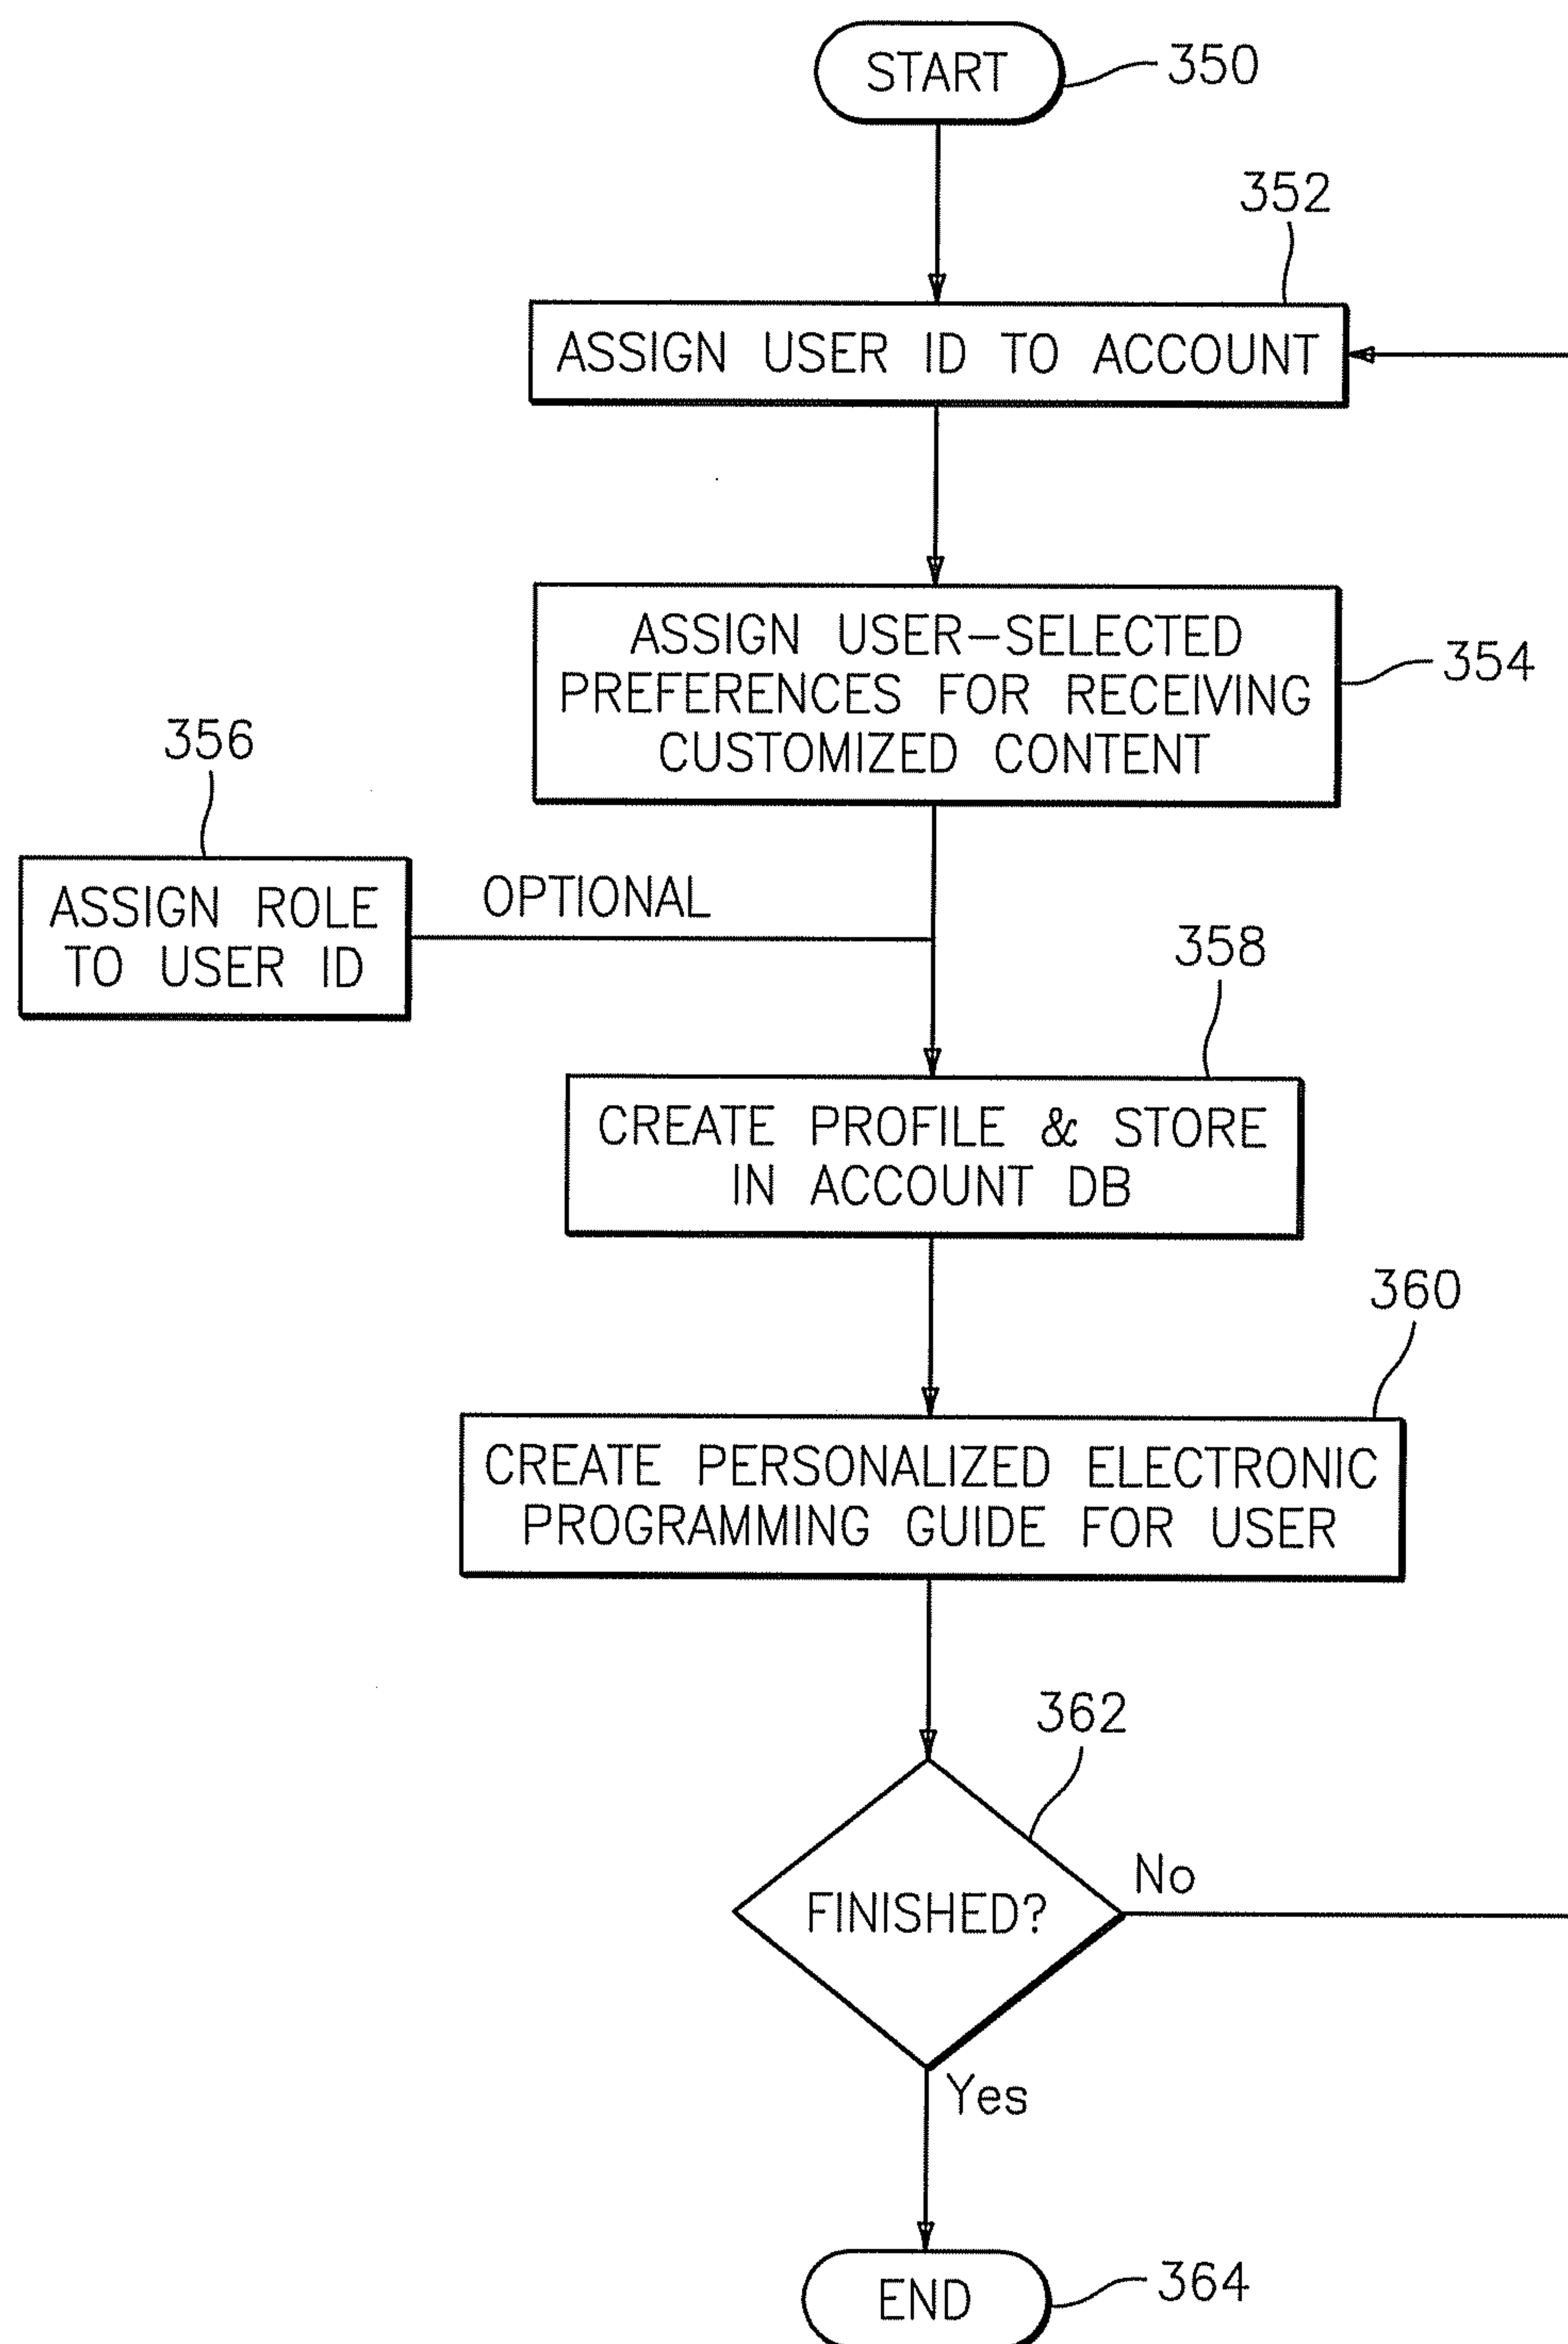 START
350
352
ASSIGN USER ID TO ACCOUNT
ASSIGN USER-SELECTED
PREFERENCES FOR RECEIVING
CUSTOMIZED CONTENT
354
356
ASSIGN ROLE
TO USER ID
OPTIONAL
358
CREATE PROFILE & STORE
IN ACCOUNT DB
360
CREATE PERSONALIZED ELECTRONIC
PROGRAMMING GUIDE FOR USER
362
FINISHED?
No
Yes
END
364